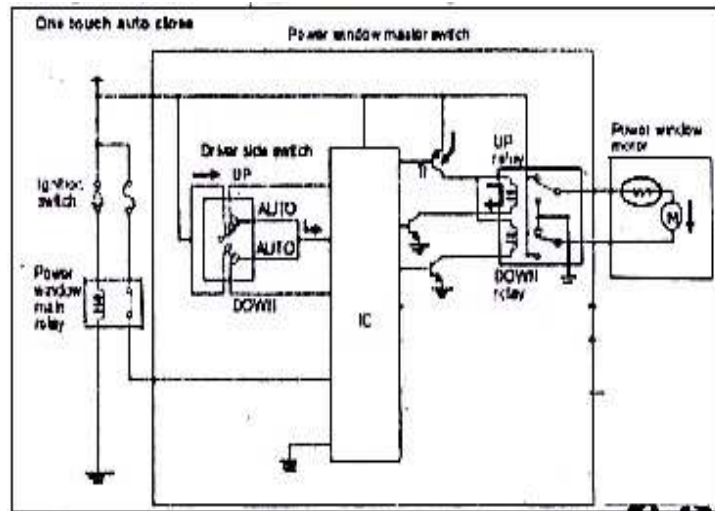 One touch auto close
Power window master switch
Driver side switch
UP
AUTO
AUTO
DOWN
Ignition
switch
Power
window
main
relay
IC
UP
relay
DOWN
relay
Power window
motor
M